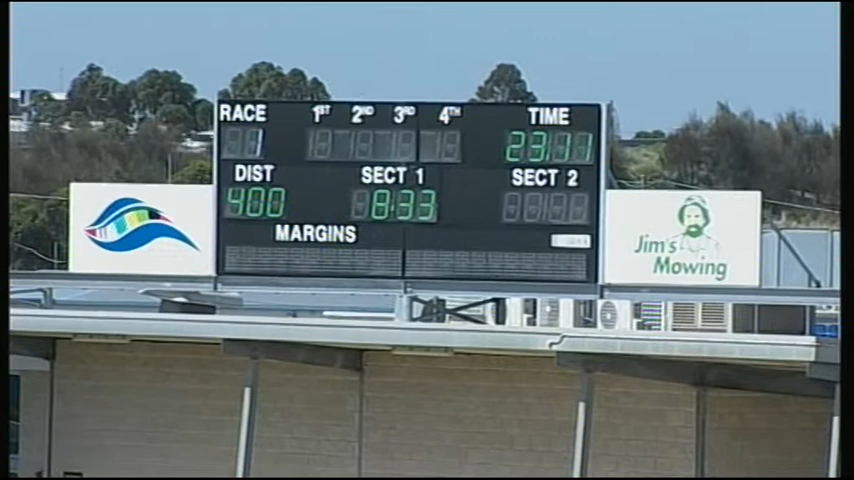 RACE 1ST 2ND 3RD 4TH TIME
1 23.11
DIST SECT 1 SECT 2
400 8.33
MARGINS
Jim's
Mowing